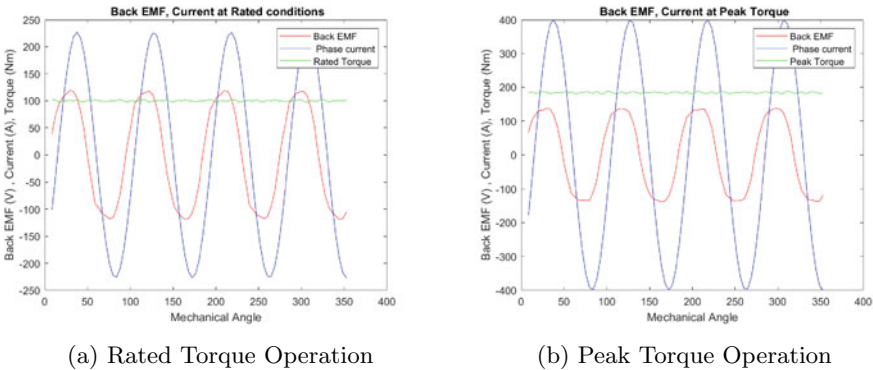 Back EMF, Current at Rated conditions
Back EMF (V) , Current (A), Torque (Nm)
250
200
150
100
50
0
-50
-100
-150
-200
-250
Back EMF
Phase current
Rated Torque
0 50 100 150 200 250 300 350 400
Mechanical Angle
(a) Rated Torque Operation
Back EMF, Current at Peak Torque
Back EMF (V) , Current (A), Torque (Nm)
400
300
200
100
0
-100
-200
-300
-400
Back EMF
Phase current
Peak Torque
0 50 100 150 200 250 300 350 400
Mechanical Angle
(b) Peak Torque Operation